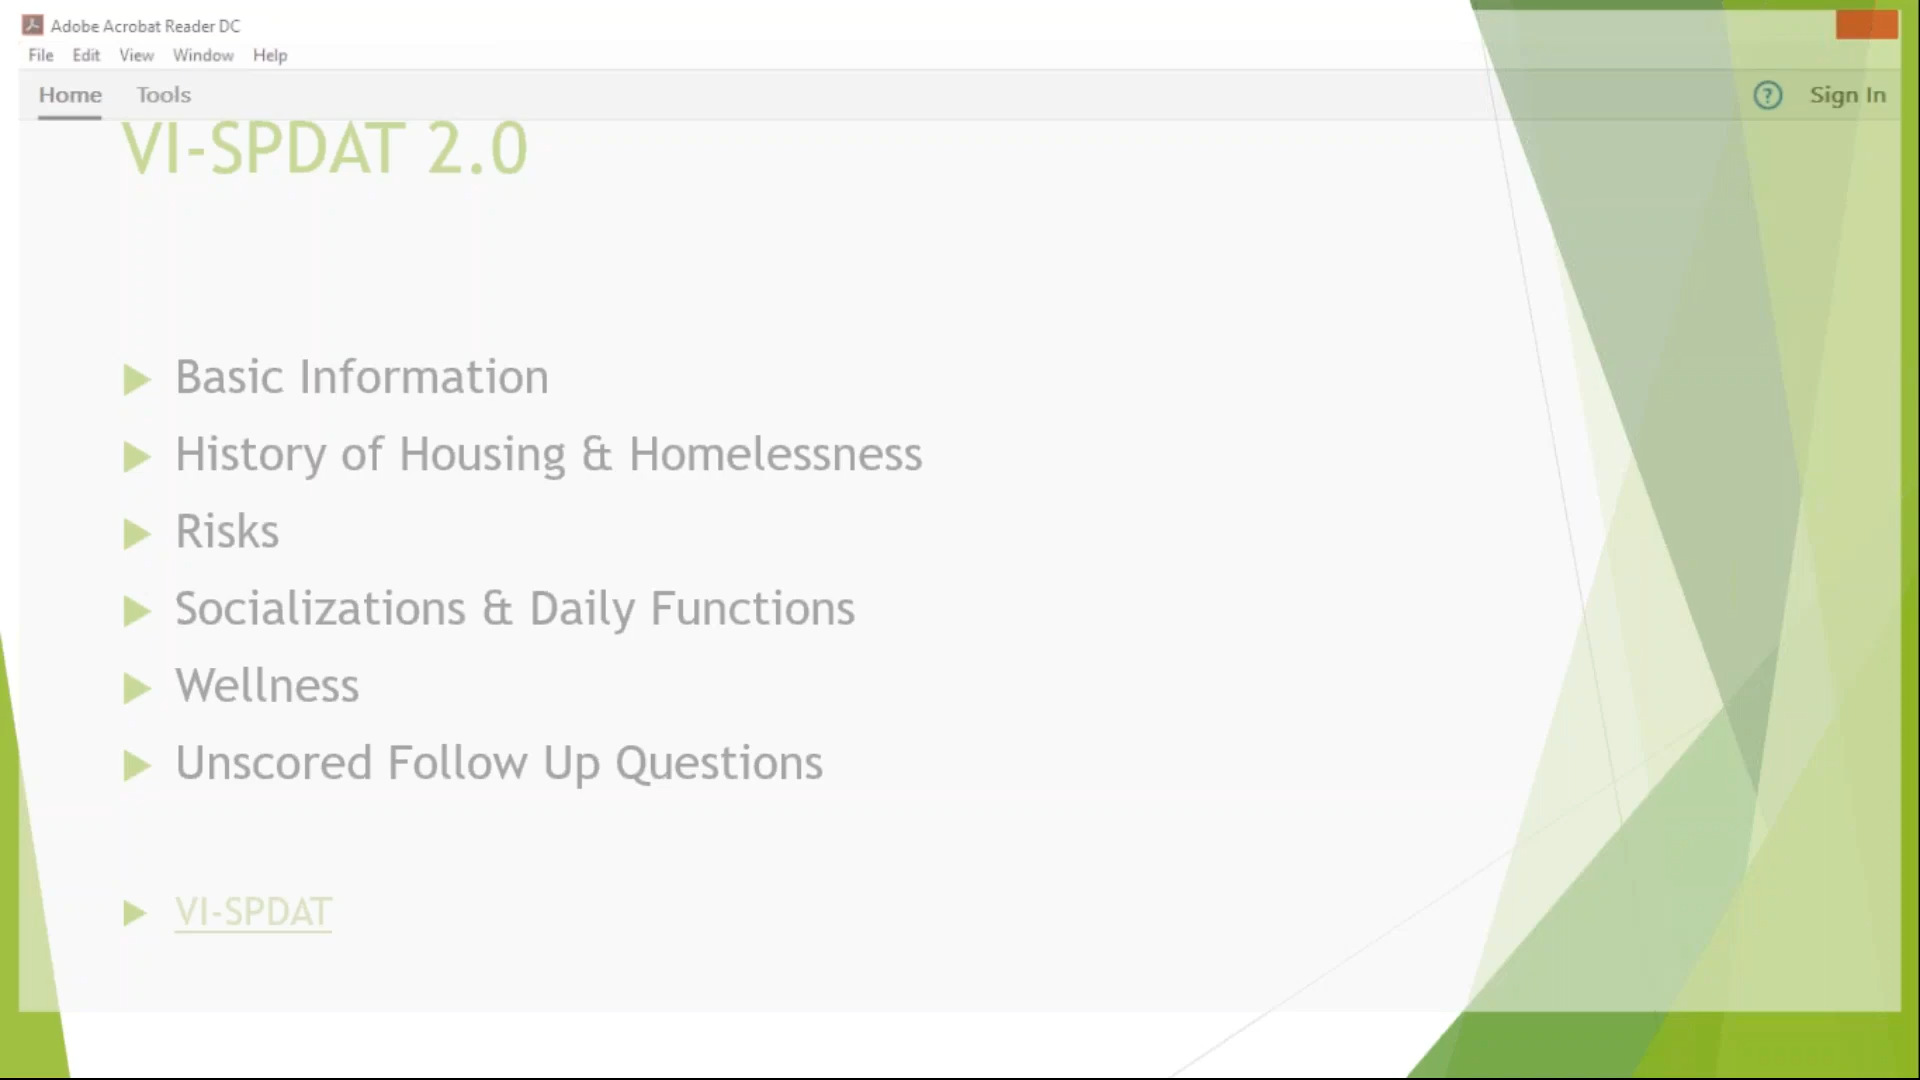 Adobe Acrobat Reader DC
File Edit View Window Help
Home Tools ? Sign In
VI-SPDAT 2.0
Basic Information
History of Housing & Homelessness
Risks
Socializations & Daily Functions
Wellness
Unscored Follow Up Questions
VI-SPDAT